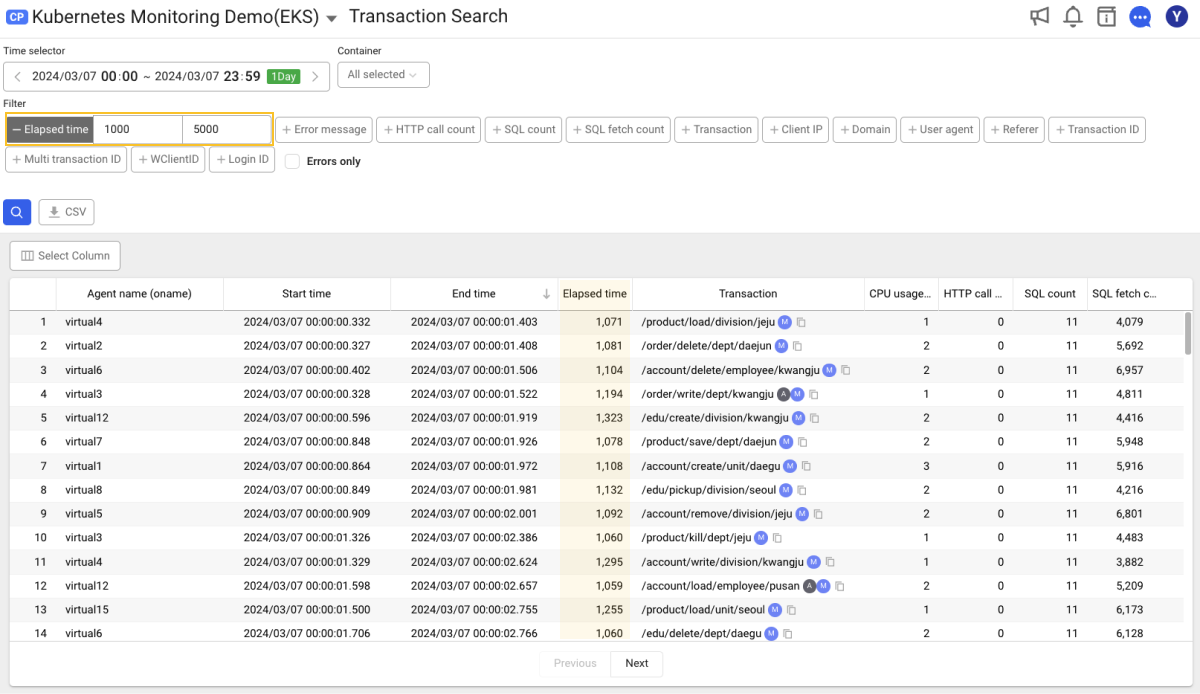 CP Kubernetes Monitoring Demo(EKS) Transaction Search Y
Time selector Container
2024/03/07 00:00 ~ 2024/03/07 23:59 1Day All selected
Filter
– Elapsed time 1000 5000 + Error message + HTTP call count + SQL count + SQL fetch count + Transaction + Client IP + Domain + User agent + Referer + Transaction ID
+ Multi transaction ID + WClientID + Login ID Errors only
CSV
Select Column
Agent name (oname) Start time End time Elapsed time Transaction CPU usage... HTTP call ... SQL count SQL fetch c...
1 virtual4 2024/03/07 00:00:00.332 2024/03/07 00:00:01.403 1,071 /product/load/division/jeju M 1 0 11 4,079
2 virtual2 2024/03/07 00:00:00.327 2024/03/07 00:00:01.408 1,081 /order/delete/dept/daejun M 2 0 11 5,692
3 virtual6 2024/03/07 00:00:00.402 2024/03/07 00:00:01.506 1,104 /account/delete/employee/kwangju M 2 0 11 6,957
4 virtual3 2024/03/07 00:00:00.328 2024/03/07 00:00:01.522 1,194 /order/write/dept/kwangju A M 1 0 11 4,811
5 virtual12 2024/03/07 00:00:00.596 2024/03/07 00:00:01.919 1,323 /edu/create/division/kwangju M 2 0 11 4,416
6 virtual7 2024/03/07 00:00:00.848 2024/03/07 00:00:01.926 1,078 /product/save/dept/daejun M 2 0 11 5,948
7 virtual1 2024/03/07 00:00:00.864 2024/03/07 00:00:01.972 1,108 /account/create/unit/daegu M 3 0 11 5,916
8 virtual8 2024/03/07 00:00:00.849 2024/03/07 00:00:01.981 1,132 /edu/pickup/division/seoul M 2 0 11 4,216
9 virtual5 2024/03/07 00:00:00.909 2024/03/07 00:00:02.001 1,092 /account/remove/division/jeju M 2 0 11 6,801
10 virtual3 2024/03/07 00:00:01.326 2024/03/07 00:00:02.386 1,060 /product/kill/dept/jeju M 1 0 11 4,483
11 virtual4 2024/03/07 00:00:01.329 2024/03/07 00:00:02.624 1,295 /account/write/division/kwangju M 1 0 11 3,882
12 virtual12 2024/03/07 00:00:01.598 2024/03/07 00:00:02.657 1,059 /account/load/employee/pusan A M 2 0 11 5,209
13 virtual15 2024/03/07 00:00:01.500 2024/03/07 00:00:02.755 1,255 /product/load/unit/seoul M 1 0 11 6,173
14 virtual6 2024/03/07 00:00:01.706 2024/03/07 00:00:02.766 1,060 /edu/delete/dept/daegu M 2 0 11 6,128
Previous Next